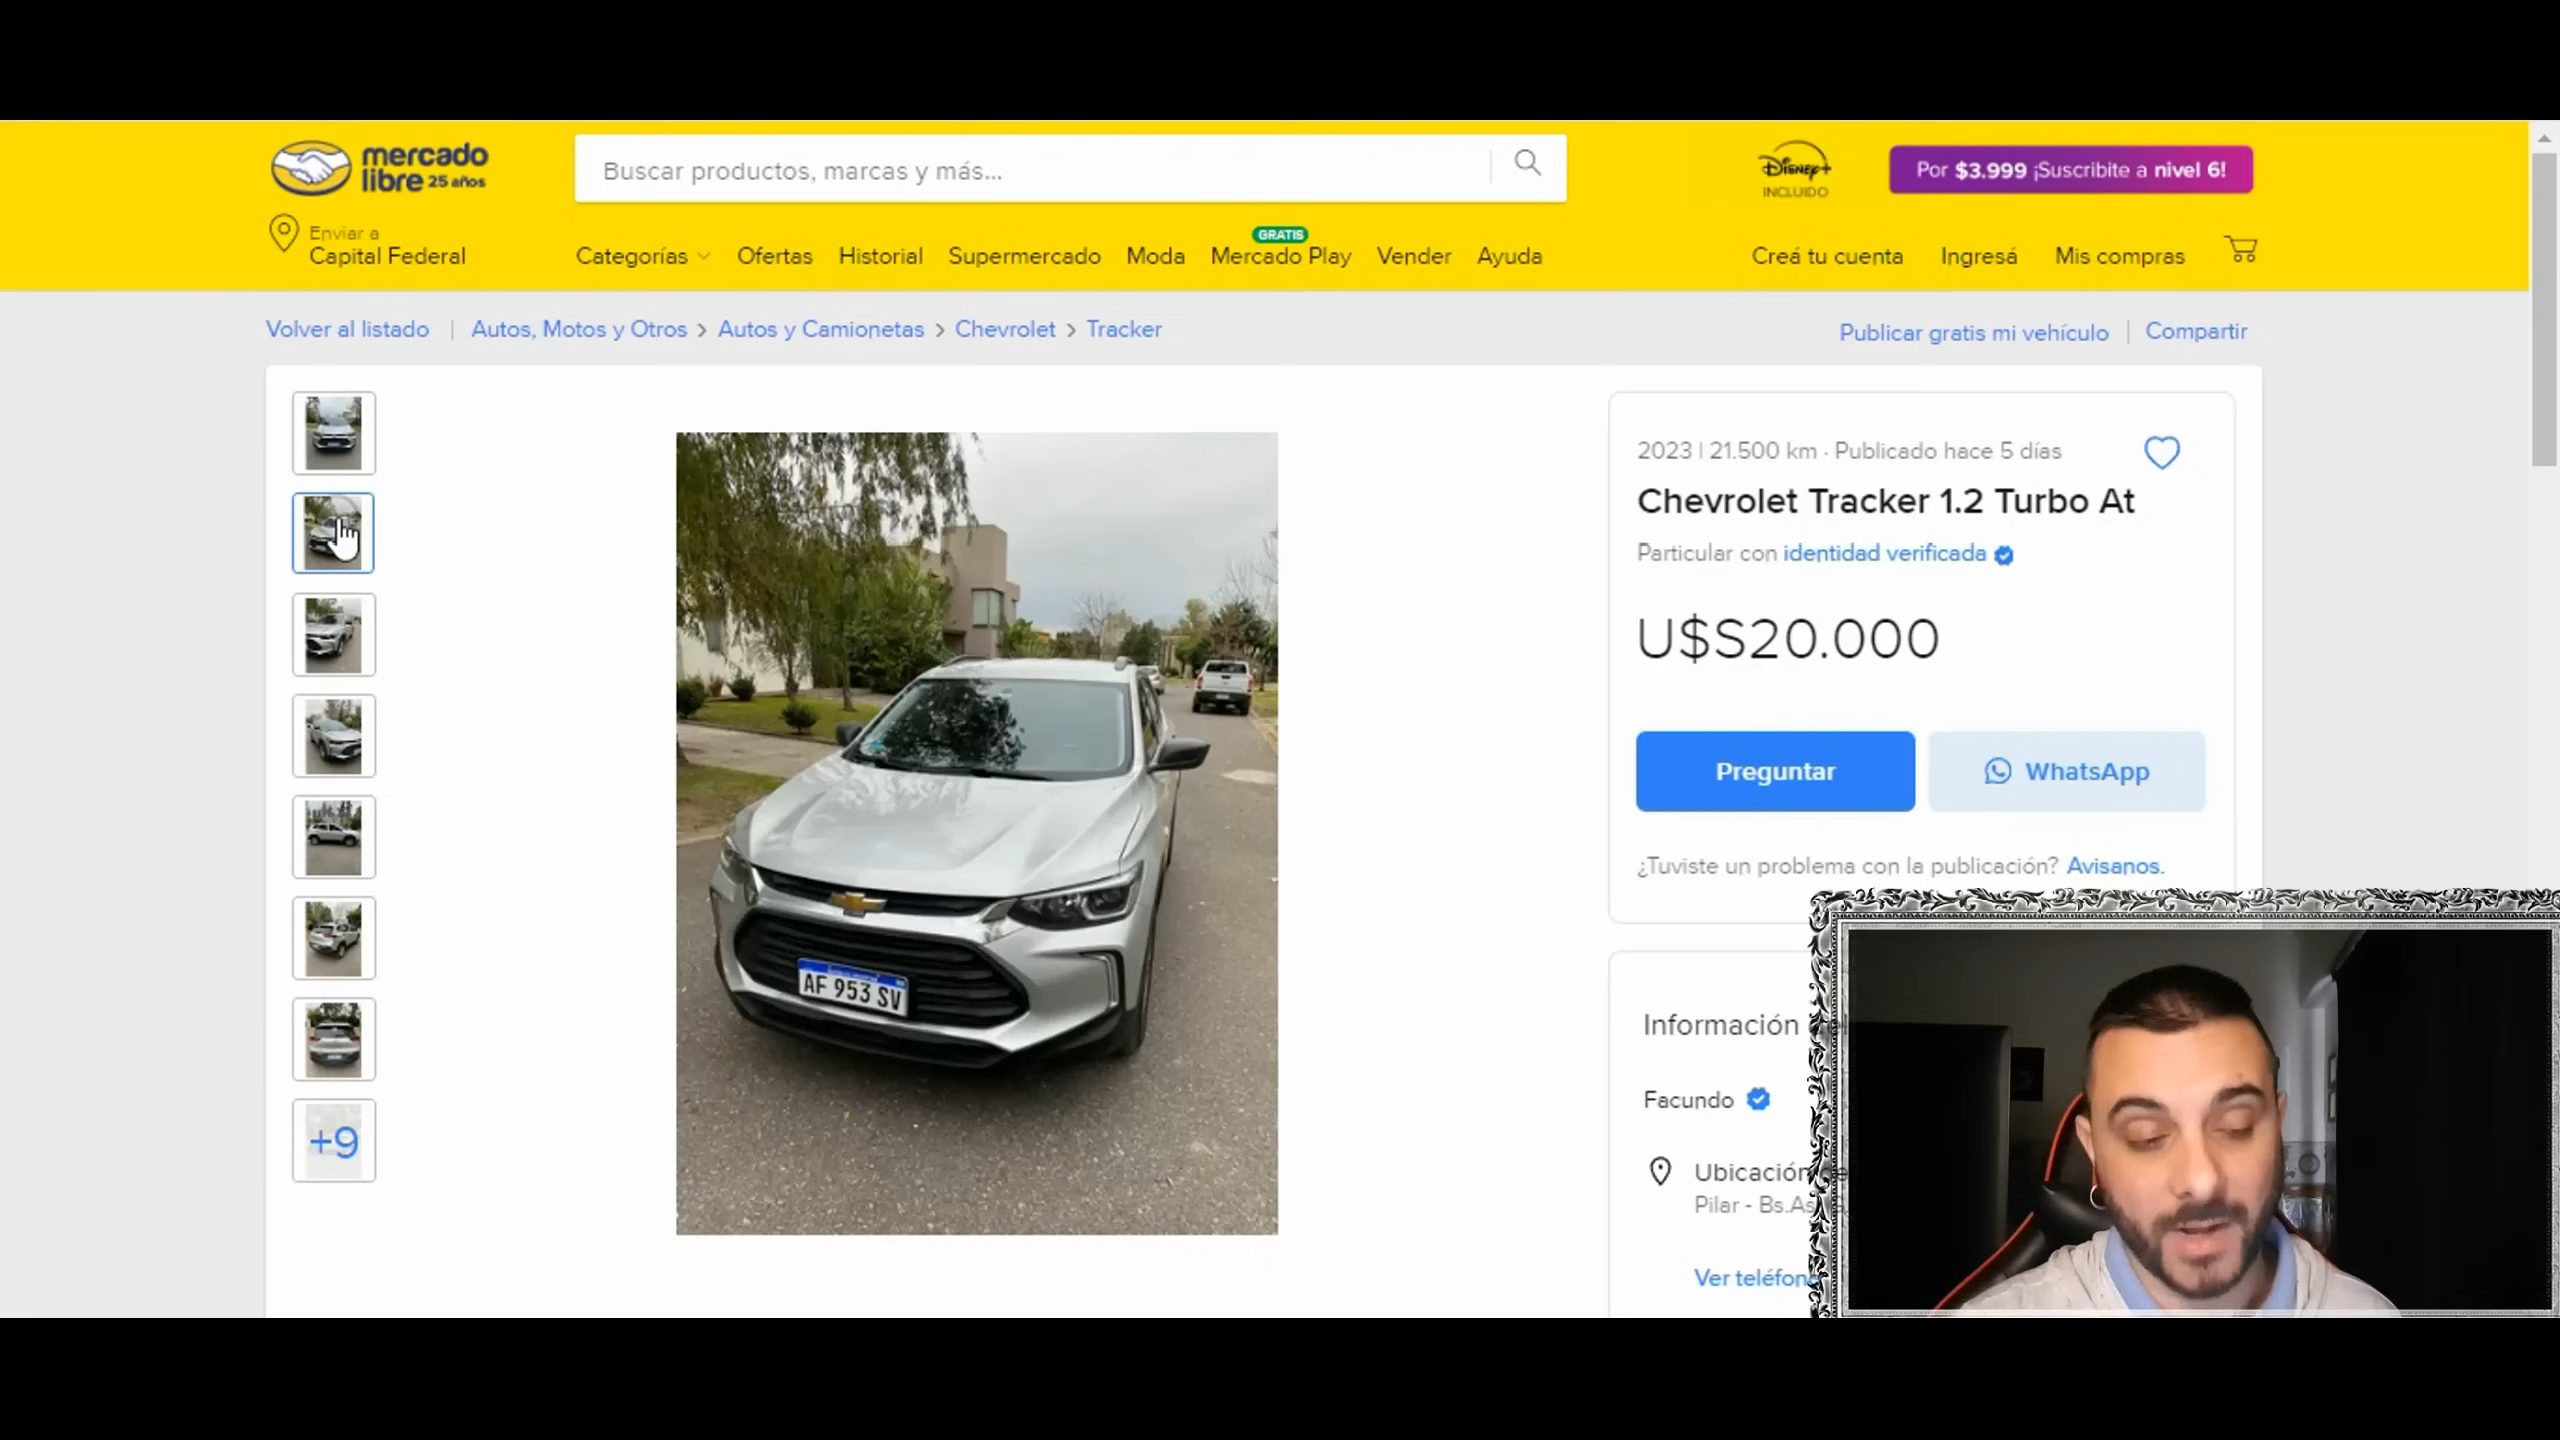 mercado
libre 25 años
Buscar productos, marcas y más...
Disney+
INCLUIDO
Por $3.999 ¡Suscribite a nivel 6!
Enviar a
Capital Federal
Categorías
Ofertas
Historial
Supermercado
Moda
GRATIS
Mercado Play
Vender
Ayuda
Creá tu cuenta
Ingresá
Mis compras
Volver al listado | Autos, Motos y Otros > Autos y Camionetas > Chevrolet > Tracker
Publicar gratis mi vehículo | Compartir
2023 | 21.500 km · Publicado hace 5 días
Chevrolet Tracker 1.2 Turbo At
Particular con identidad verificada
U$S20.000
Preguntar
WhatsApp
¿Tuviste un problema con la publicación? Avisanos.
AF 953 SV
Información
Facundo
Ubicación
Pilar - Bs.As.
Ver teléfono
+9